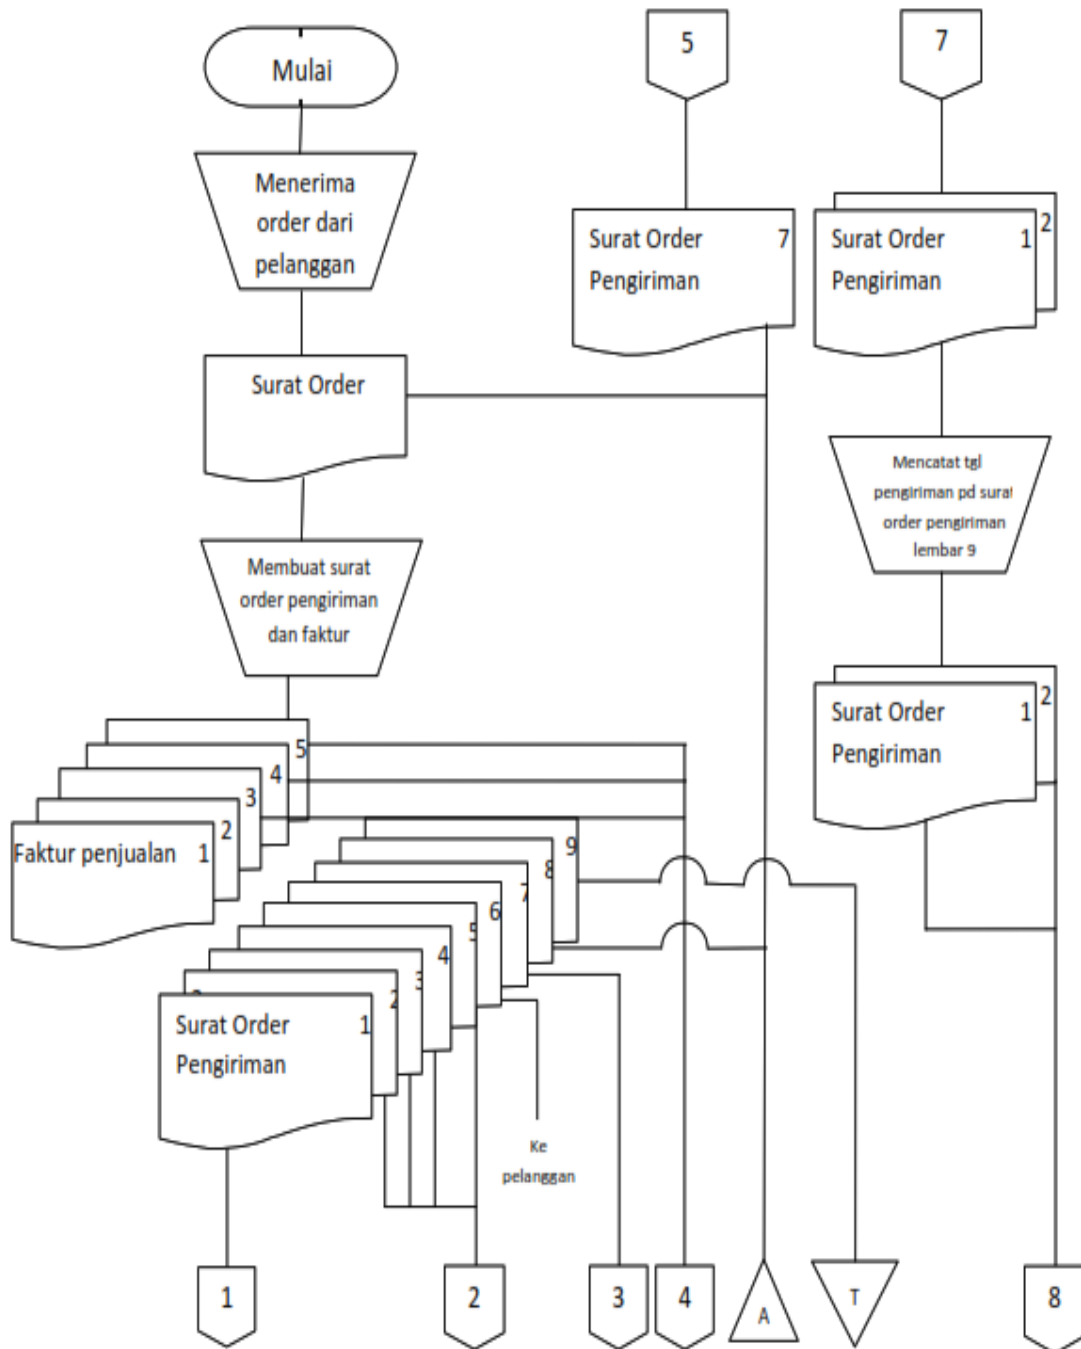 Mulai
Menerima
order dari
pelanggan
Surat Order
Membuat surat
order pengiriman
dan faktur
5
4
3
2
Faktur penjualan 1
9
8
7
6
5
4
3
2
Surat Order 1
Pengiriman
Ke
pelanggan
1
2
3
4
A
T
5
Surat Order 7
Pengiriman
7
2
Surat Order 1
Pengiriman
Mencatat tgl
pengiriman pd surat
order pengiriman
lembar 9
2
Surat Order 1
Pengiriman
8